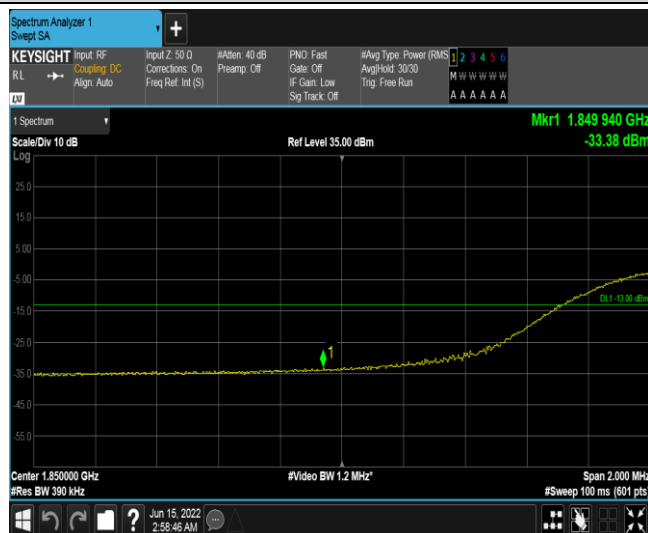 Spectrum Analyzer 1
Swept SA
KEYSIGHT
RL
LXI
Input: RF
Coupling: DC
Align: Auto
Input Z: 50 Ω
Corrections: On
Freq Ref: Int (S)
#Atten: 40 dB
Preamp: Off
PNO: Fast
Gate: Off
IF Gain: Low
Sig Track: Off
#Avg Type: Power (RMS
Avg|Hold: 30/30
Trig: Free Run
1 2 3 4 5 6
M W W W W W
A A A A A A
1 Spectrum
Scale/Div 10 dB
Ref Level 35.00 dBm
Mkr1 1.849 940 GHz
-33.38 dBm
Log
25.0
15.0
5.00
-5.00
DL1 -13.00 dBm
-15.0
-25.0
1
-35.0
-45.0
-55.0
Center 1.850000 GHz
#Video BW 1.2 MHz*
Span 2.000 MHz
#Res BW 390 kHz
#Sweep 100 ms (601 pts)
?
Jun 15, 2022
2:58:46 AM